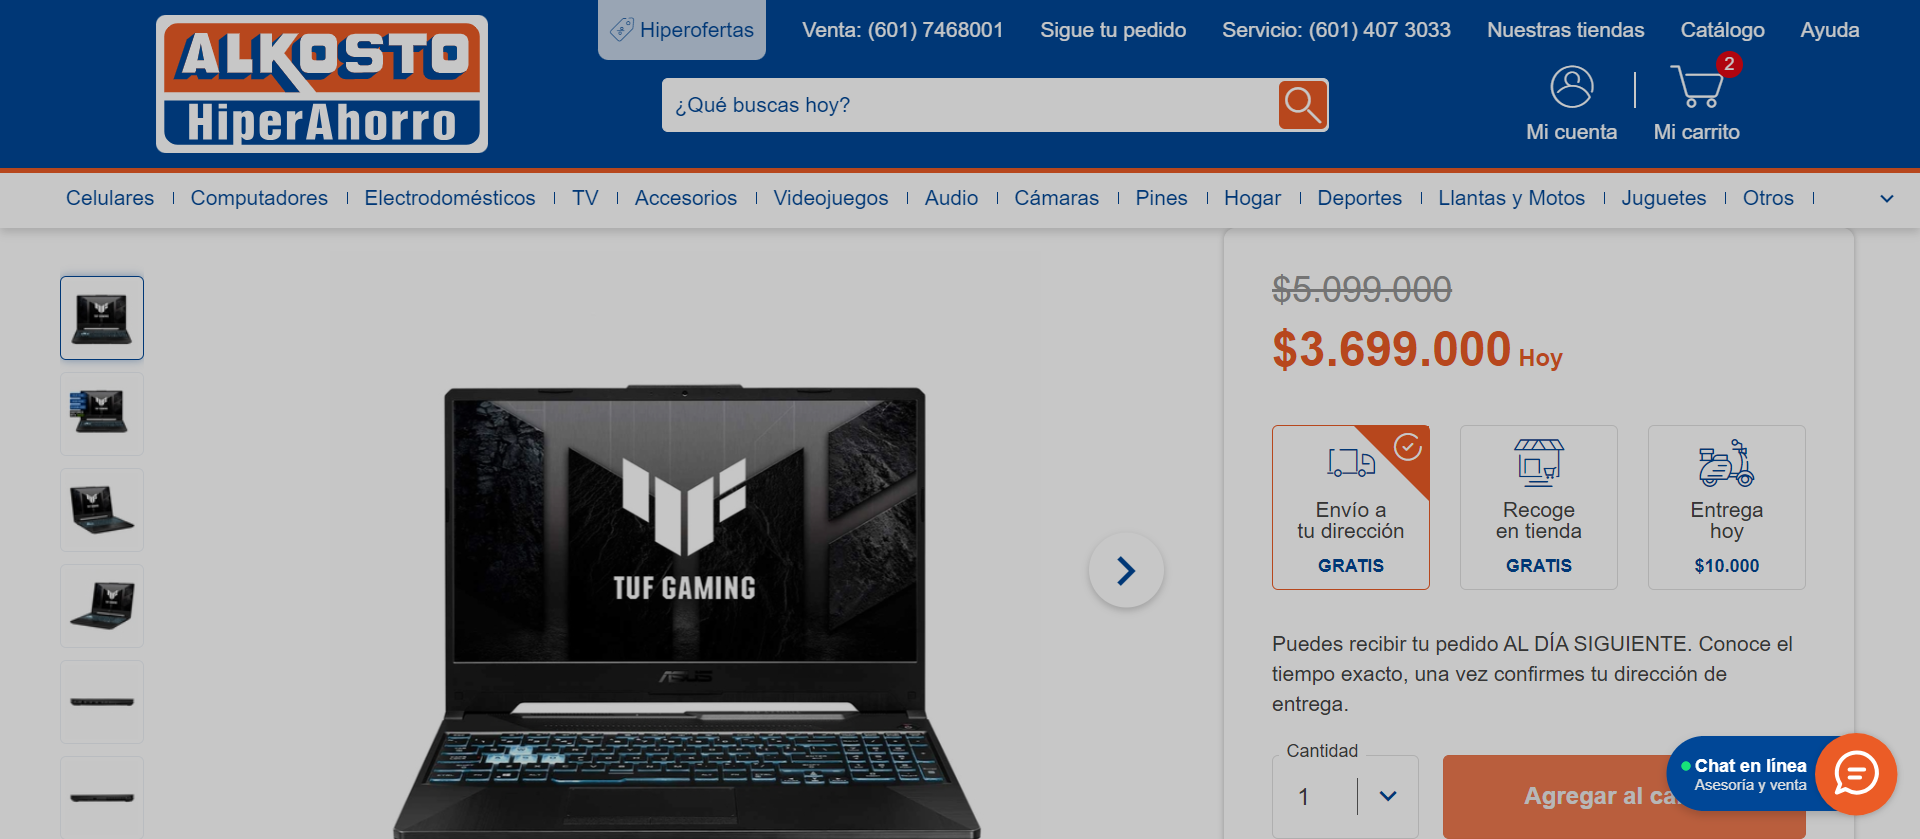 ALKOSTO
HiperAhorro
Hiperofertas
Venta: (601) 7468001
Sigue tu pedido
Servicio: (601) 407 3033
Nuestras tiendas
Catálogo
Ayuda
¿Qué buscas hoy?
2
Mi cuenta
Mi carrito
Celulares
Computadores
Electrodomésticos
TV
Accesorios
Videojuegos
Audio
Cámaras
Pines
Hogar
Deportes
Llantas y Motos
Juguetes
Otros
TUF GAMING
ASUS
$5.099.000
$3.699.000 Hoy
Envío a
tu dirección
GRATIS
Recoge
en tienda
GRATIS
Entrega
hoy
$10.000
Puedes recibir tu pedido AL DÍA SIGUIENTE. Conoce el
tiempo exacto, una vez confirmes tu dirección de
entrega.
Cantidad
1
Agregar al ca
Chat en línea
Asesoría y venta